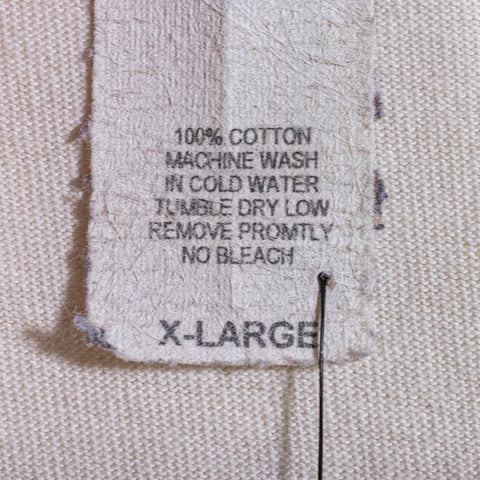 100% COTTON
MACHINE WASH
IN COLD WATER
TUMBLE DRY LOW
REMOVE PROMTLY
NO BLEACH
X-LARGE